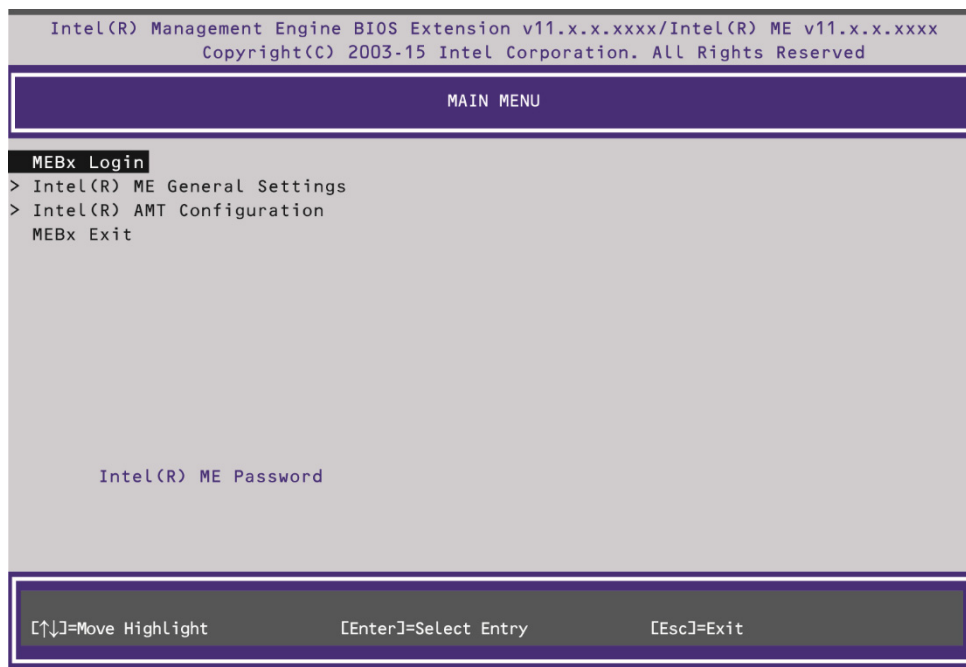 Intel(R) Management Engine BIOS Extension v11.x.x.xxxx/Intel(R) ME v11.x.x.xxxx
Copyright(C) 2003-15 Intel Corporation. All Rights Reserved
MAIN MENU
MEBx Login
> Intel(R) ME General Settings
> Intel(R) AMT Configuration
MEBx Exit
Intel(R) ME Password
[↑↓]=Move Highlight [Enter]=Select Entry [Esc]=Exit